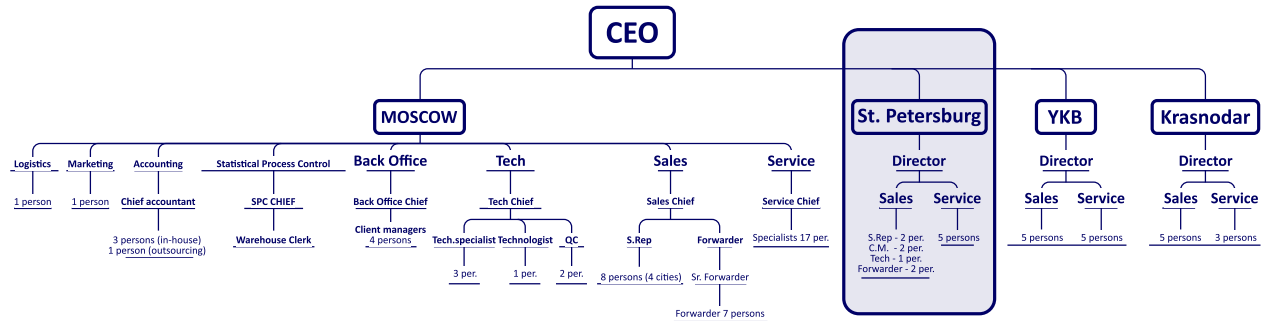 CEO
MOSCOW
St. Petersburg
YKB
Krasnodar
Logistics
Marketing
Accounting
Statistical Process Control
Back Office
Tech
Sales
Service
Director
Director
Director
1 person
1 person
Chief accountant
SPC CHIEF
Back Office Chief
Tech Chief
Sales Chief
Service Chief
Sales
Service
Sales
Service
Sales
Service
3 persons (in-house)
1 person (outsourcing)
Warehouse Clerk
Client managers
4 persons
Tech.specialist
Technologist
QC
S.Rep
Forwarder
Specialists 17 per.
S.Rep - 2 per.
C.M. - 2 per.
Tech - 1 per.
Forwarder - 2 per.
5 persons
5 persons
5 persons
5 persons
3 persons
3 per.
1 per.
2 per.
8 persons (4 cities)
Sr. Forwarder
Forwarder 7 persons